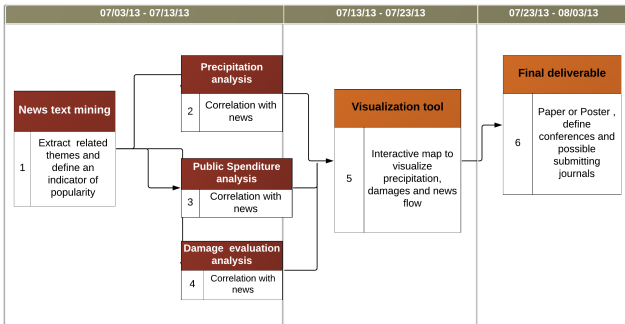 07/03/13 - 07/13/13
07/13/13 - 07/23/13
07/23/13 - 08/03/13
News text mining
1
Extract related
themes and
define an
indicator of
popularity
Precipitation
analysis
2
Correlation with
news
Public Spenditure
analysis
3
Correlation with
news
Damage evaluation
analysis
4
Correlation with
news
Visualization tool
5
Interactive map to
visualize
precipitation,
damages and news
flow
Final deliverable
6
Paper or Poster ,
define
conferences and
possible
submitting
journals